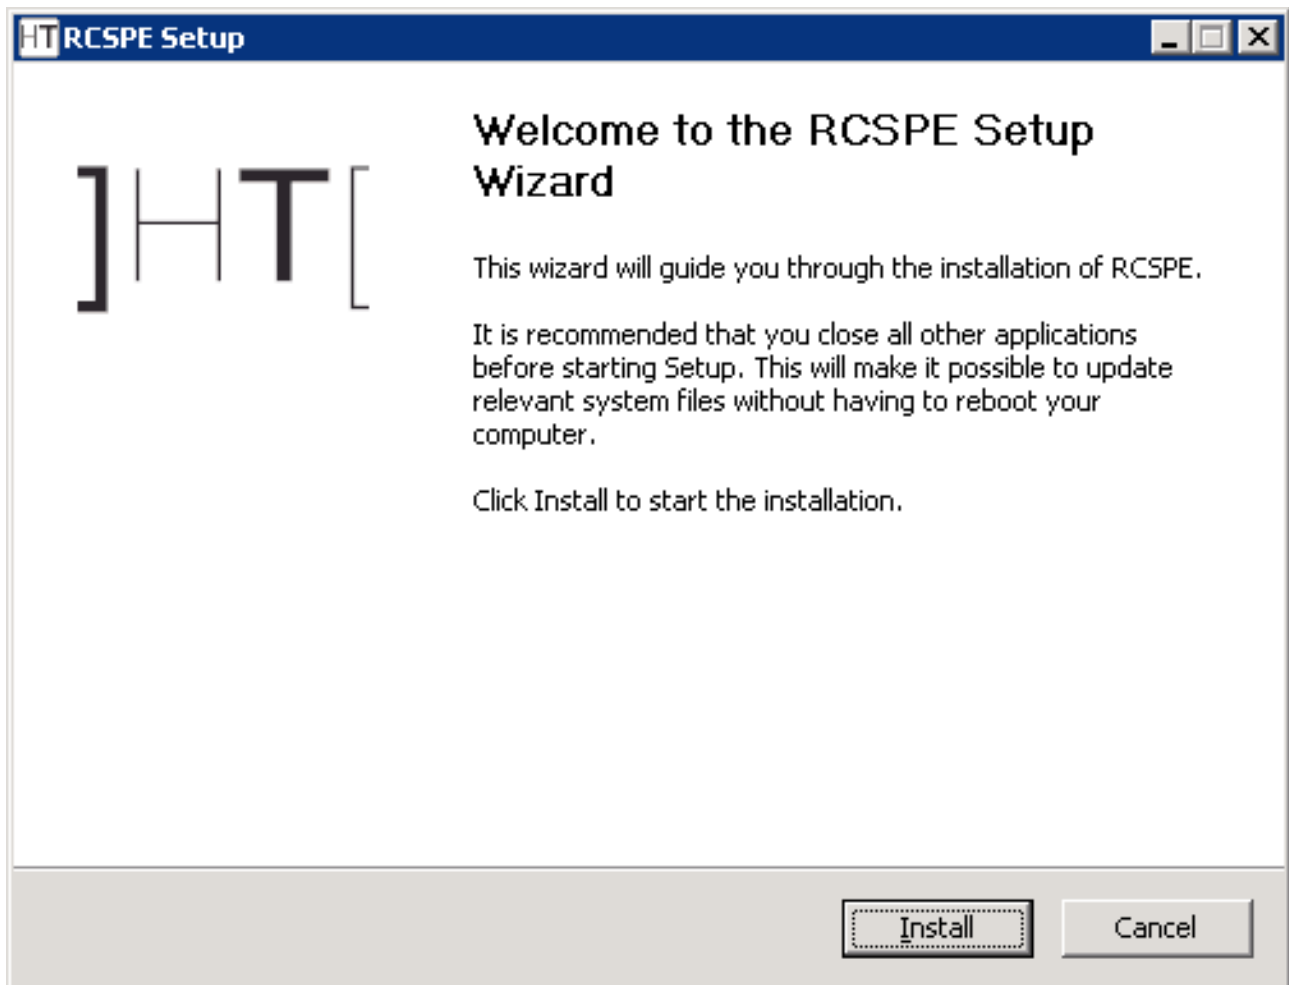 HT RCSPE Setup
Welcome to the RCSPE Setup
Wizard
]HT[
This wizard will guide you through the installation of RCSPE.
It is recommended that you close all other applications
before starting Setup. This will make it possible to update
relevant system files without having to reboot your
computer.
Click Install to start the installation.
Install
Cancel